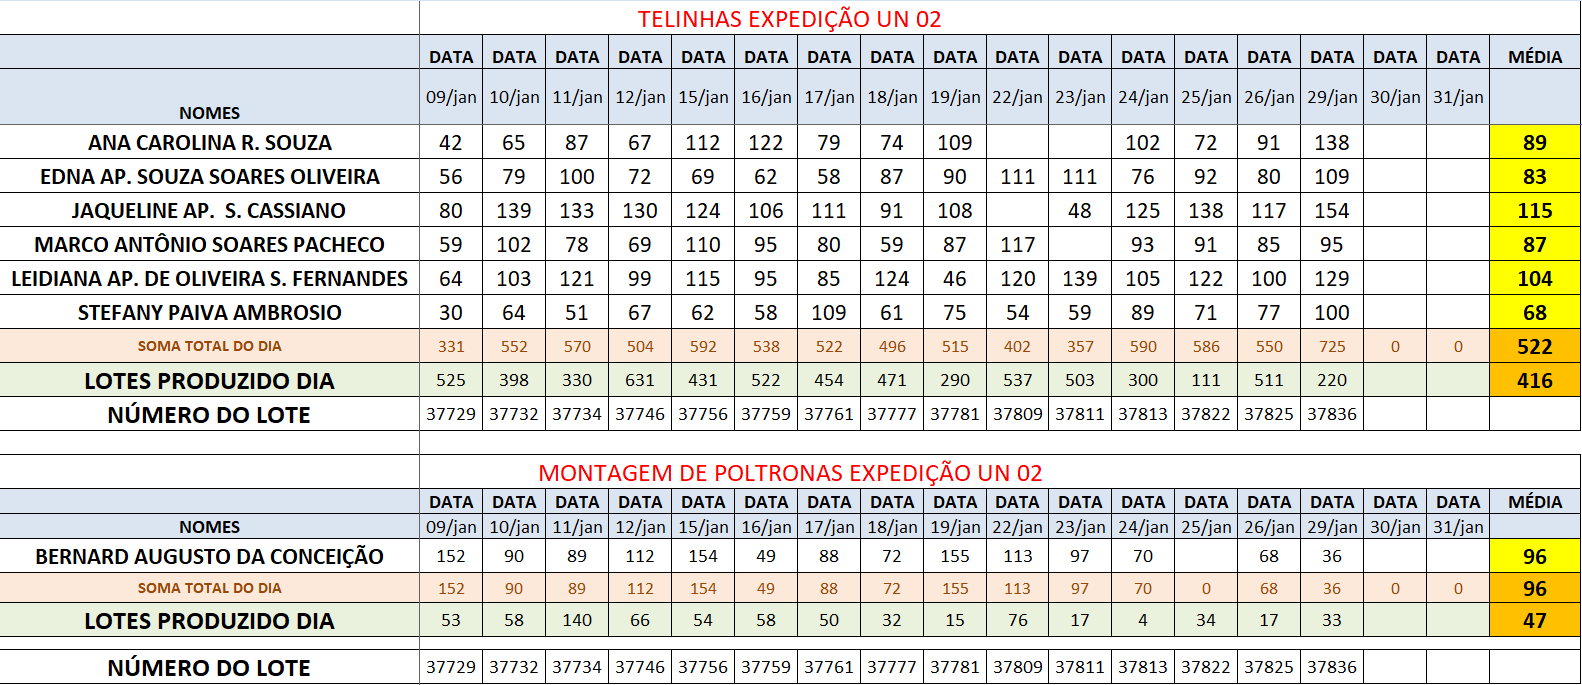 TELINHAS EXPEDIÇÃO UN 02
DATA DATA DATA DATA DATA DATA DATA DATA DATA DATA DATA DATA DATA DATA DATA DATA DATA MÉDIA
NOMES 09/jan 10/jan 11/jan 12/jan 15/jan 16/jan 17/jan 18/jan 19/jan 22/jan 23/jan 24/jan 25/jan 26/jan 29/jan 30/jan 31/jan
ANA CAROLINA R. SOUZA 42 65 87 67 112 122 79 74 109 102 72 91 138 89
EDNA AP. SOUZA SOARES OLIVEIRA 56 79 100 72 69 62 58 87 90 111 111 76 92 80 109 83
JAQUELINE AP. S. CASSIANO 80 139 133 130 124 106 111 91 108 48 125 138 117 154 115
MARCO ANTÔNIO SOARES PACHECO 59 102 78 69 110 95 80 59 87 117 93 91 85 95 87
LEIDIANA AP. DE OLIVEIRA S. FERNANDES 64 103 121 99 115 95 85 124 46 120 139 105 122 100 129 104
STEFANY PAIVA AMBROSIO 30 64 51 67 62 58 109 61 75 54 59 89 71 77 100 68
SOMA TOTAL DO DIA 331 552 570 504 592 538 522 496 515 402 357 590 586 550 725 0 0 522
LOTES PRODUZIDO DIA 525 398 330 631 431 522 454 471 290 537 503 300 111 511 220 416
NÚMERO DO LOTE 37729 37732 37734 37746 37756 37759 37761 37777 37781 37809 37811 37813 37822 37825 37836
MONTAGEM DE POLTRONAS EXPEDIÇÃO UN 02
DATA DATA DATA DATA DATA DATA DATA DATA DATA DATA DATA DATA DATA DATA DATA DATA DATA MÉDIA
NOMES 09/jan 10/jan 11/jan 12/jan 15/jan 16/jan 17/jan 18/jan 19/jan 22/jan 23/jan 24/jan 25/jan 26/jan 29/jan 30/jan 31/jan
BERNARD AUGUSTO DA CONCEIÇÃO 152 90 89 112 154 49 88 72 155 113 97 70 68 36 96
SOMA TOTAL DO DIA 152 90 89 112 154 49 88 72 155 113 97 70 0 68 36 0 0 96
LOTES PRODUZIDO DIA 53 58 140 66 54 58 50 32 15 76 17 4 34 17 33 47
NÚMERO DO LOTE 37729 37732 37734 37746 37756 37759 37761 37777 37781 37809 37811 37813 37822 37825 37836